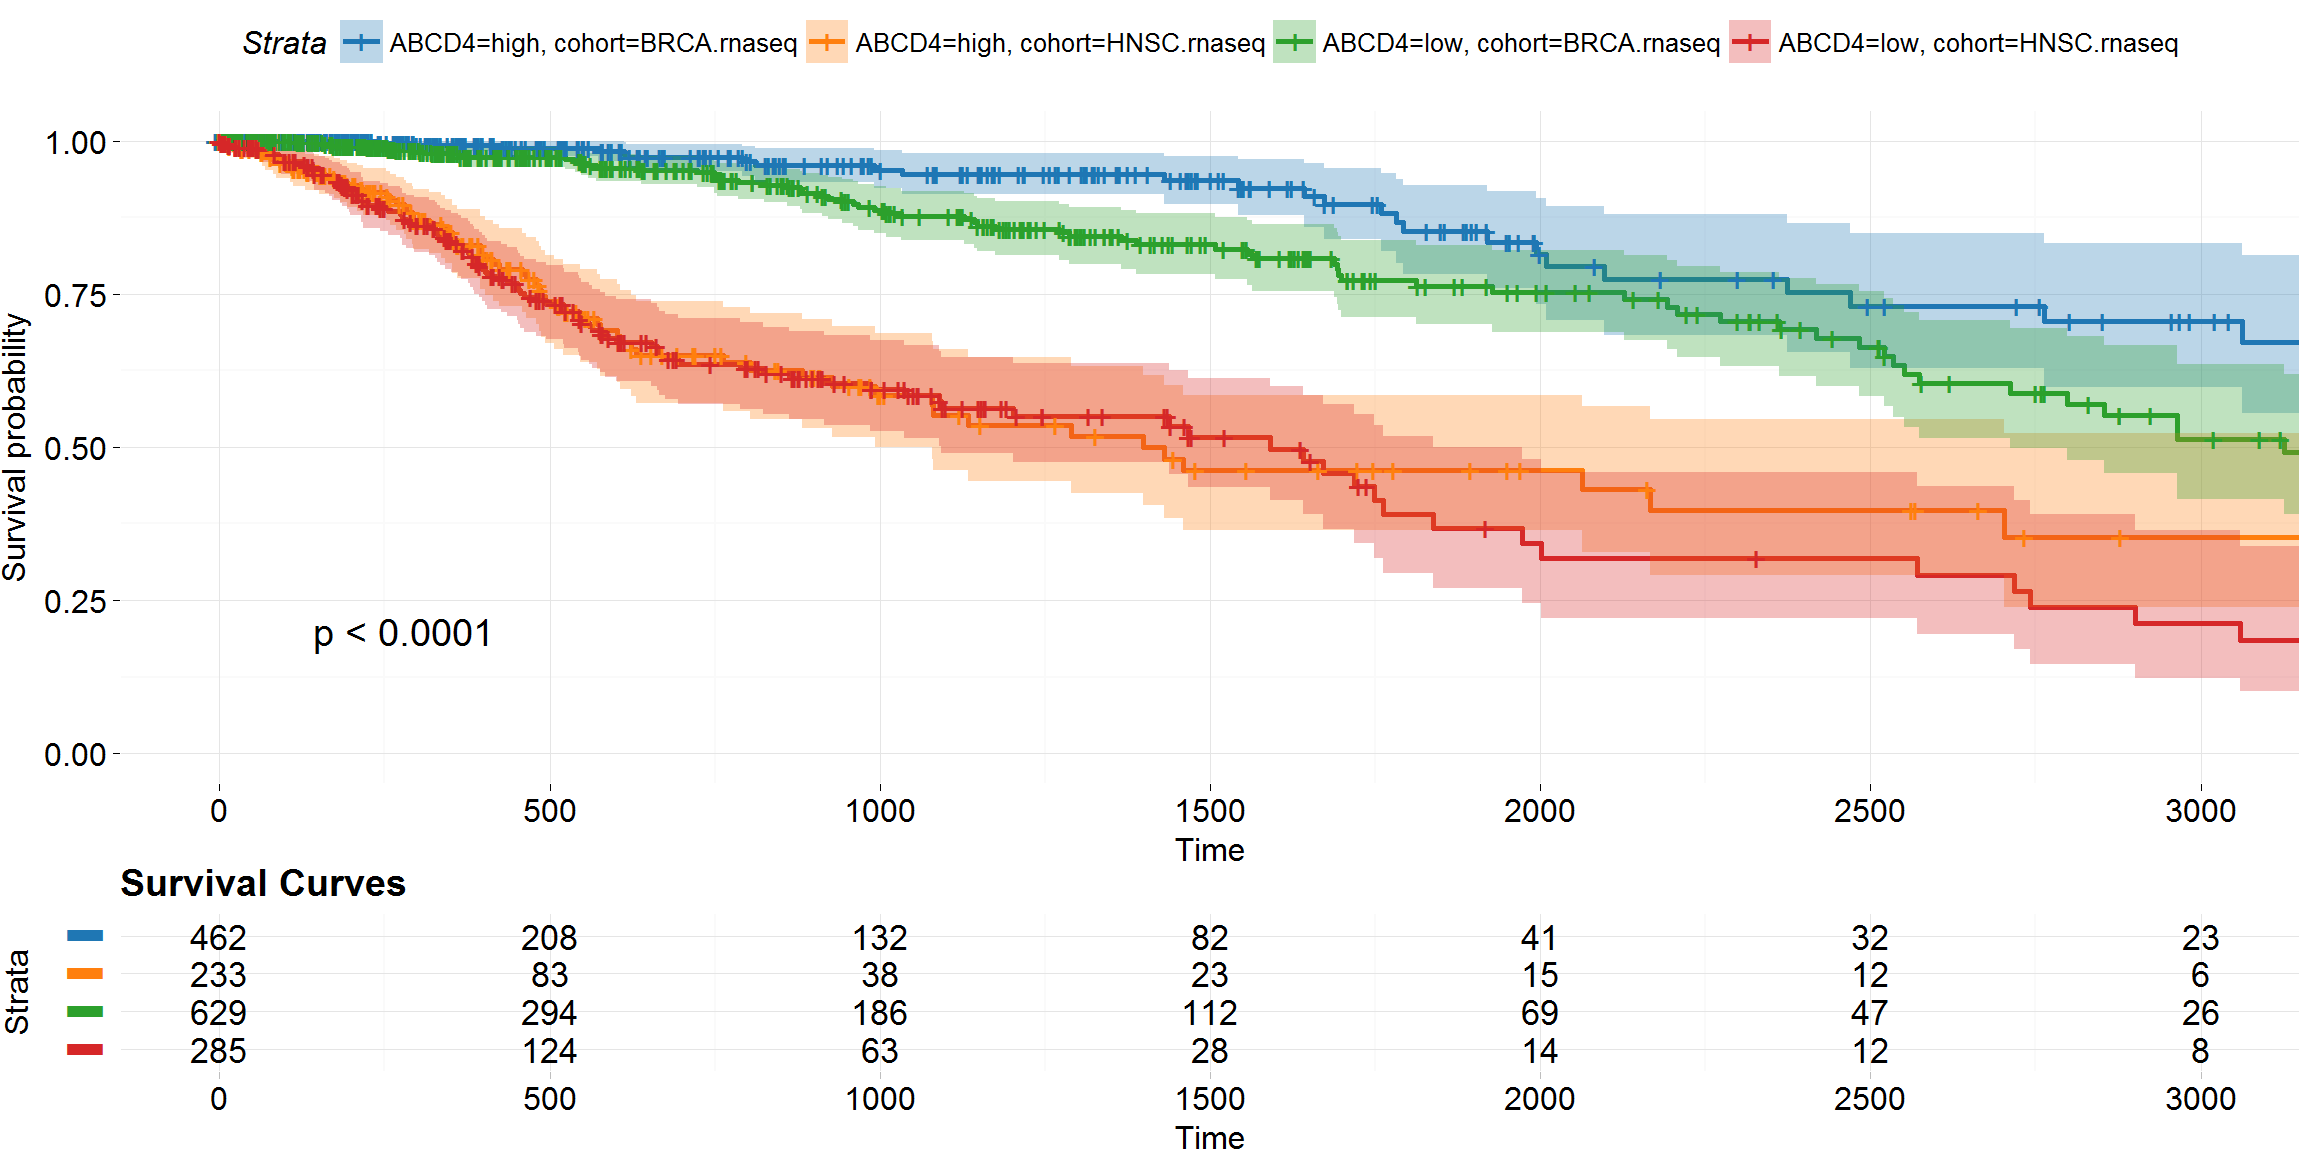 Strata ABCD4=high, cohort=BRCA.rnaseq ABCD4=high, cohort=HNSC.rnaseq ABCD4=low, cohort=BRCA.rnaseq ABCD4=low, cohort=HNSC.rnaseq
Survival probability
1.00
0.75
0.50
0.25
0.00
p < 0.0001
0 500 1000 1500 2000 2500 3000
Time
Survival Curves
Strata
462 208 132 82 41 32 23
233 83 38 23 15 12 6
629 294 186 112 69 47 26
285 124 63 28 14 12 8
0 500 1000 1500 2000 2500 3000
Time